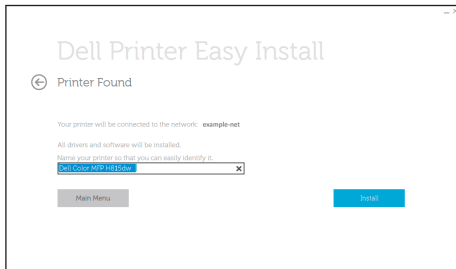 Dell Printer Easy Install
Printer Found
Your printer will be connected to the network: example-net
All drivers and software will be installed.
Name your printer so that you can easily identify it.
Dell Color MFP H815dw
Main Menu
Install